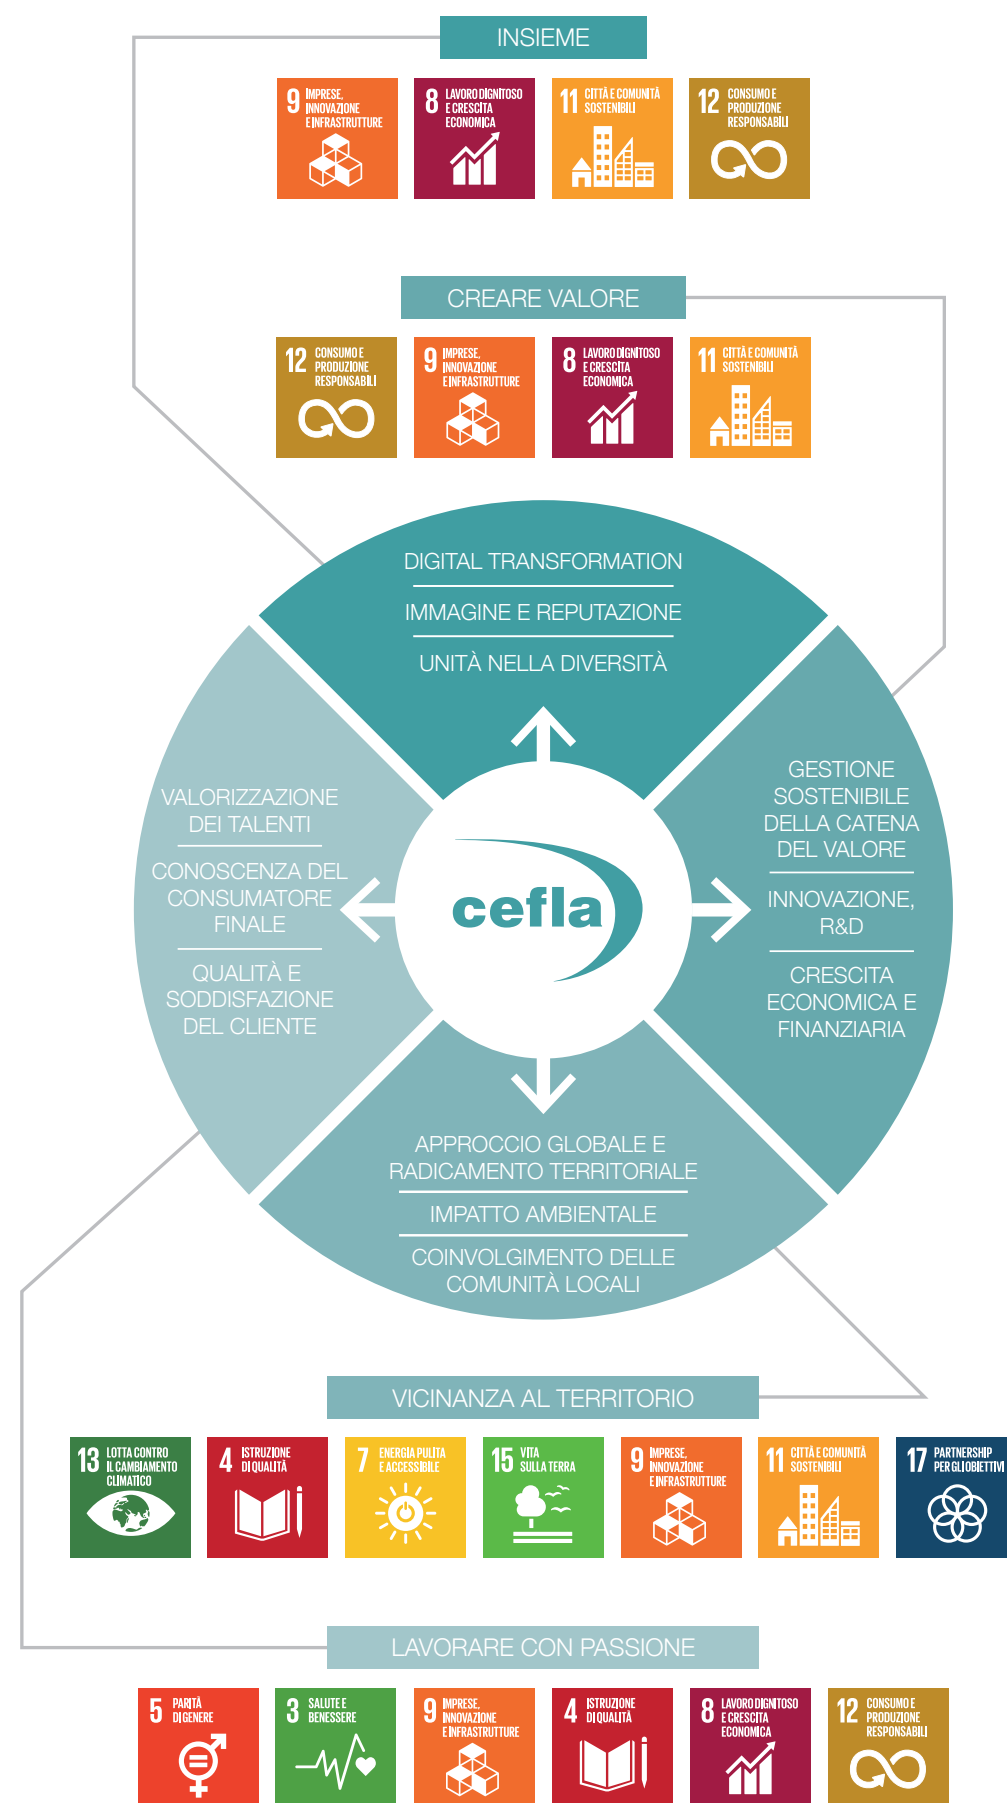 INSIEME
9 IMPRESE,
INNOVAZIONE
E INFRASTRUTTURE
8 LAVORO DIGNITOSO
E CRESCITA
ECONOMICA
11 CITTÀ E COMUNITÀ
SOSTENIBILI
12 CONSUMO E
PRODUZIONE
RESPONSABILI
CREARE VALORE
12 CONSUMO E
PRODUZIONE
RESPONSABILI
9 IMPRESE,
INNOVAZIONE
E INFRASTRUTTURE
8 LAVORO DIGNITOSO
E CRESCITA
ECONOMICA
11 CITTÀ E COMUNITÀ
SOSTENIBILI
DIGITAL TRANSFORMATION
IMMAGINE E REPUTAZIONE
UNITÀ NELLA DIVERSITÀ
VALORIZZAZIONE
DEI TALENTI
CONOSCENZA DEL
CONSUMATORE
FINALE
QUALITÀ E
SODDISFAZIONE
DEL CLIENTE
cefla
GESTIONE
SOSTENIBILE
DELLA CATENA
DEL VALORE
INNOVAZIONE,
R&D
CRESCITA
ECONOMICA E
FINANZIARIA
APPROCCIO GLOBALE E
RADICAMENTO TERRITORIALE
IMPATTO AMBIENTALE
COINVOLGIMENTO DELLE
COMUNITÀ LOCALI
VICINANZA AL TERRITORIO
13 LOTTA CONTRO
IL CAMBIAMENTO
CLIMATICO
4 ISTRUZIONE
DI QUALITÀ
7 ENERGIA PULITA
E ACCESSIBILE
15 VITA
SULLA TERRA
9 IMPRESE,
INNOVAZIONE
E INFRASTRUTTURE
11 CITTÀ E COMUNITÀ
SOSTENIBILI
17 PARTNERSHIP
PER GLI OBIETTIVI
LAVORARE CON PASSIONE
5 PARITÀ
DI GENERE
3 SALUTE E
BENESSERE
9 IMPRESE,
INNOVAZIONE
E INFRASTRUTTURE
4 ISTRUZIONE
DI QUALITÀ
8 LAVORO DIGNITOSO
E CRESCITA
ECONOMICA
12 CONSUMO E
PRODUZIONE
RESPONSABILI